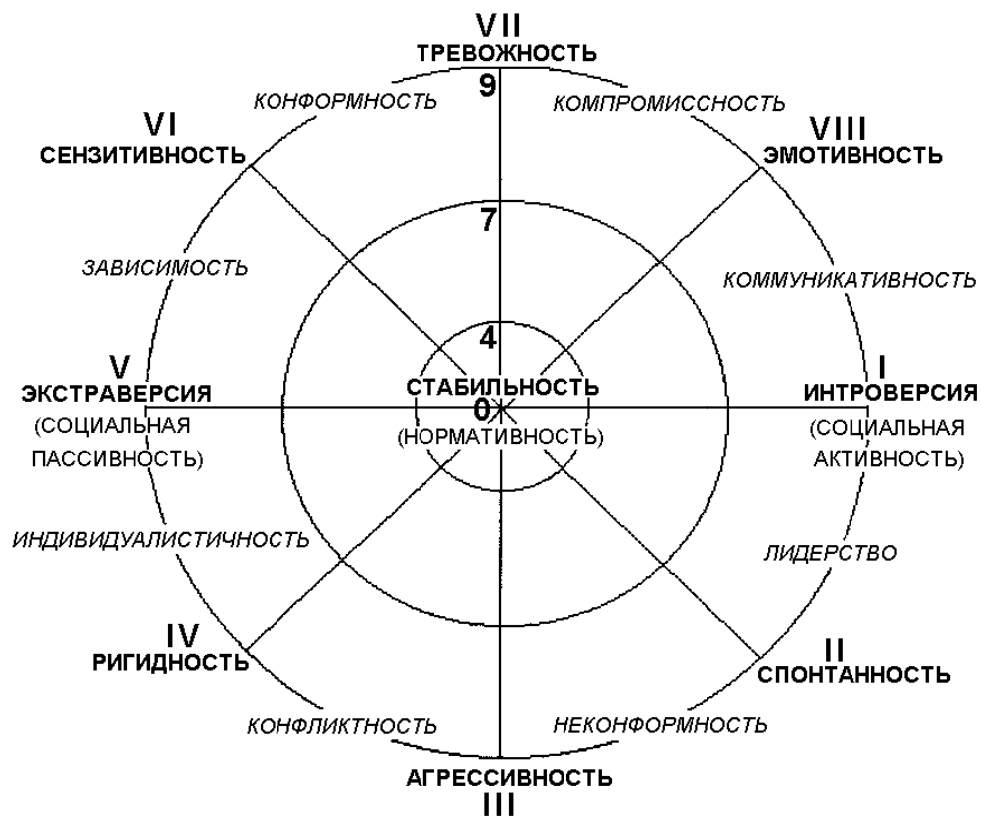 VII
ТРЕВОЖНОСТЬ
9
КОНФОРМНОСТЬ
КОМПРОМИССНОСТЬ
VI
СЕНЗИТИВНОСТЬ
VIII
ЭМОТИВНОСТЬ
7
ЗАВИСИМОСТЬ
КОММУНИКАТИВНОСТЬ
4
V
ЭКСТРАВЕРСИЯ
(СОЦИАЛЬНАЯ
ПАССИВНОСТЬ)
СТАБИЛЬНОСТЬ
0
(НОРМАТИВНОСТЬ)
I
ИНТРОВЕРСИЯ
(СОЦИАЛЬНАЯ
АКТИВНОСТЬ)
ИНДИВИДУАЛИСТИЧНОСТЬ
ЛИДЕРСТВО
IV
РИГИДНОСТЬ
II
СПОНТАННОСТЬ
КОНФЛИКТНОСТЬ
НЕКОНФОРМНОСТЬ
АГРЕССИВНОСТЬ
III